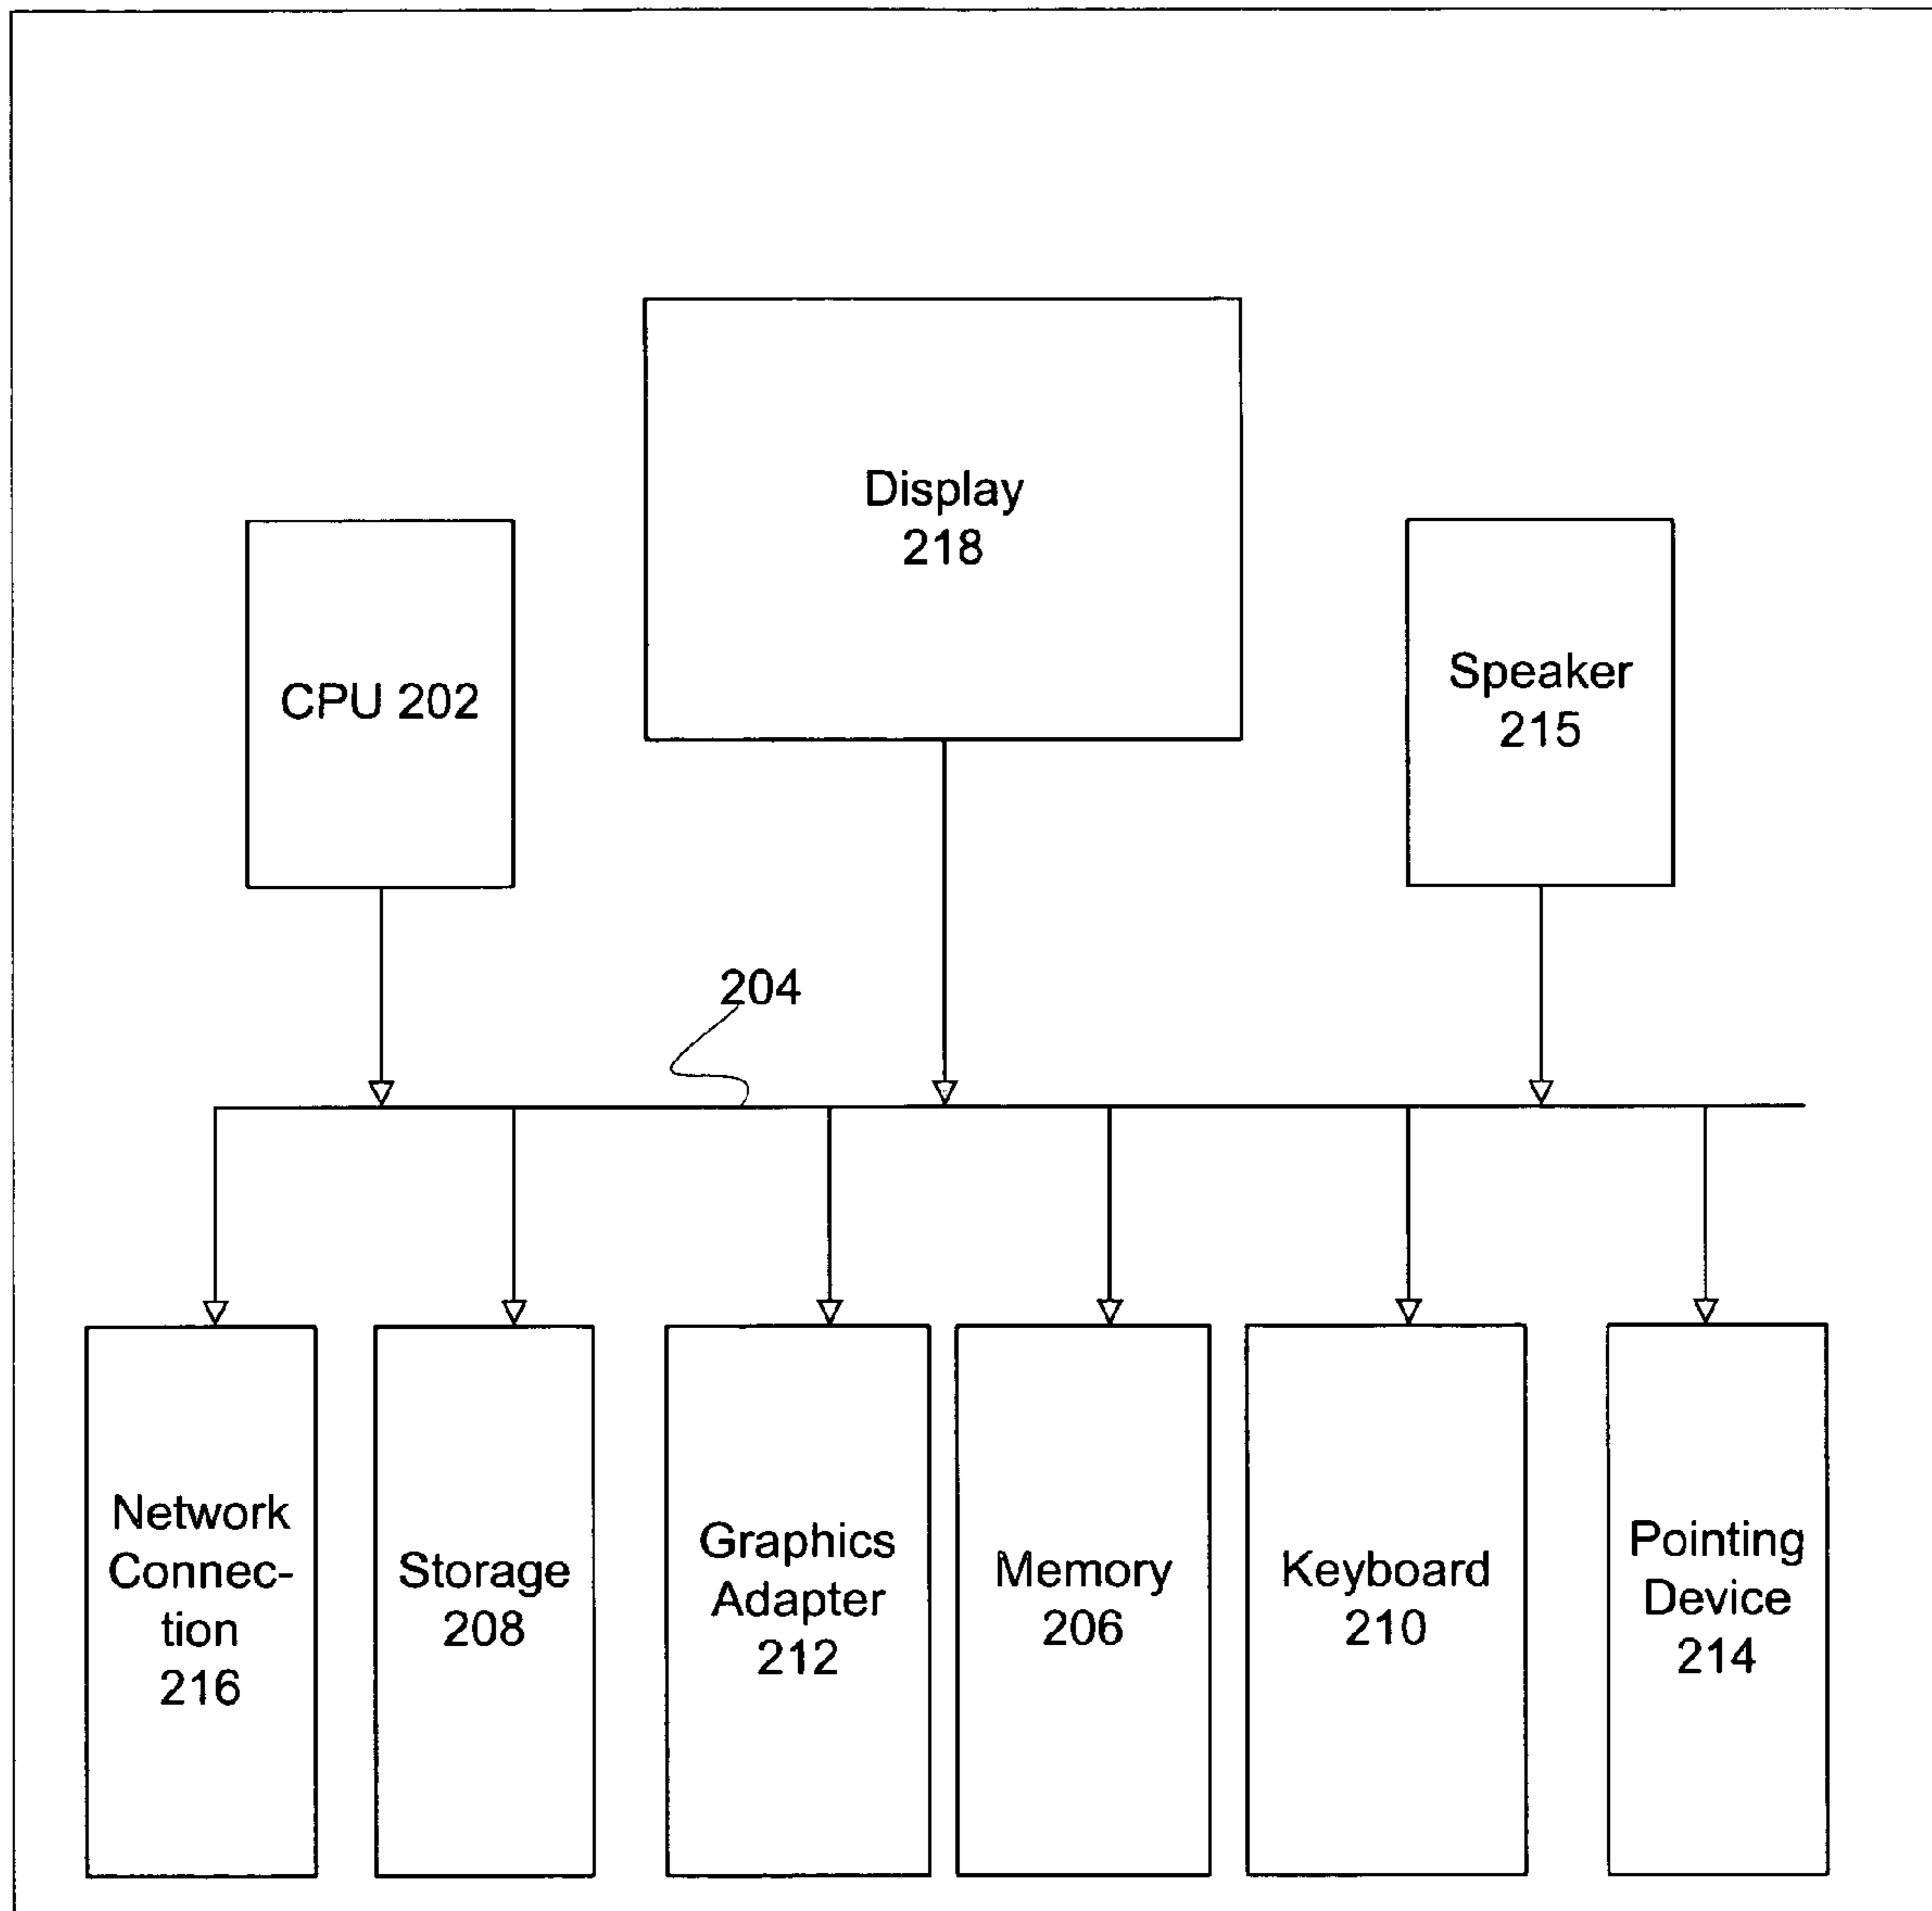 Display
218
CPU 202
Speaker
215
204
Network
Connec-
tion
216
Storage
208
Graphics
Adapter
212
Memory
206
Keyboard
210
Pointing
Device
214